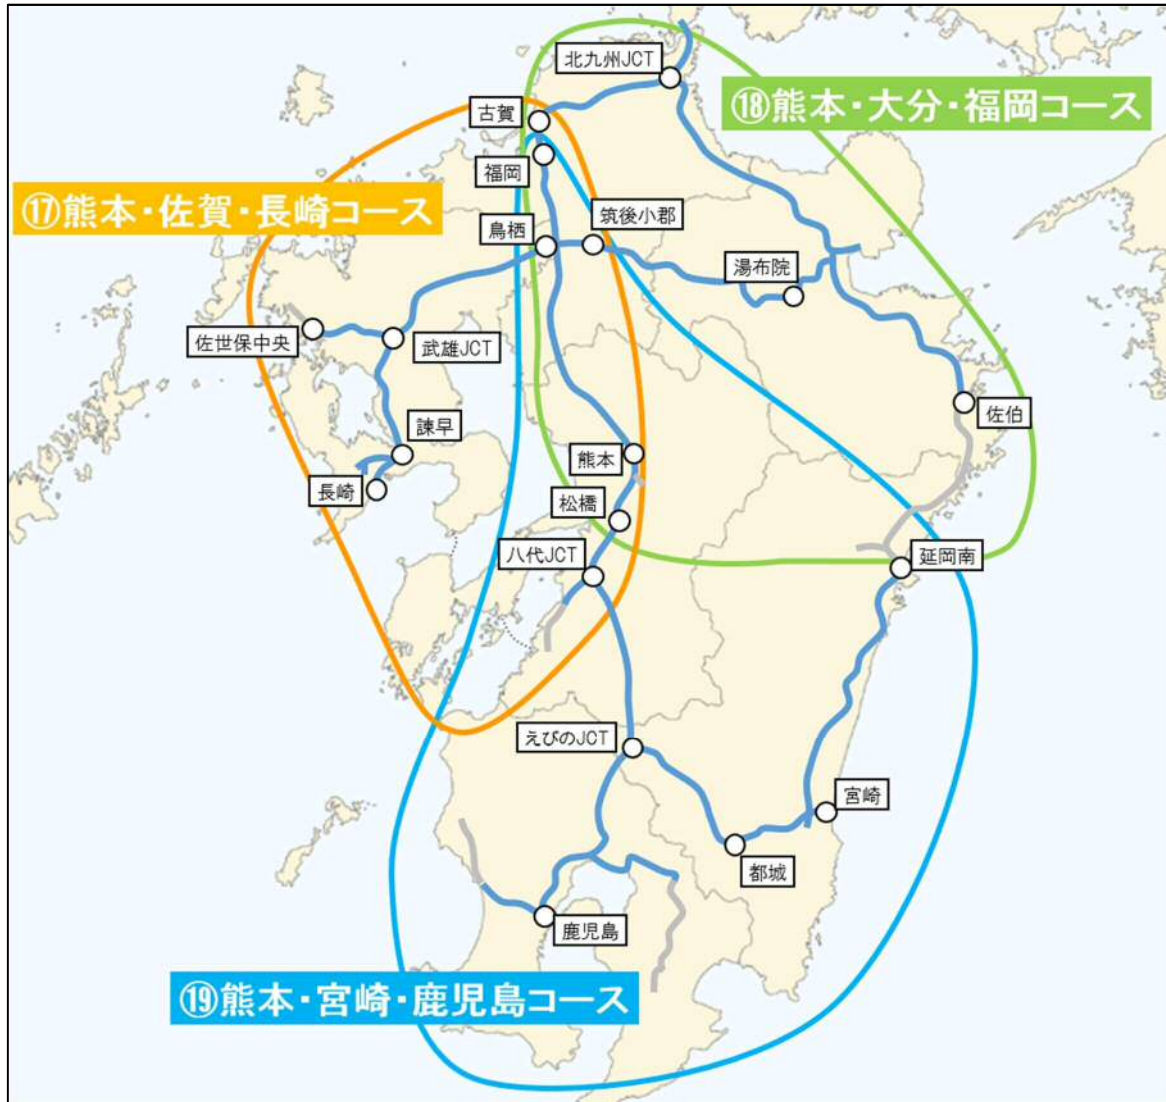 北九州JCT
⑱熊本・大分・福岡コース
古賀
福岡
⑰熊本・佐賀・長崎コース
鳥栖
筑後小郡
湯布院
佐世保中央
武雄JCT
佐伯
諫早
熊本
長崎
松橋
八代JCT
延岡南
えびのJCT
宮崎
都城
鹿児島
⑲熊本・宮崎・鹿児島コース